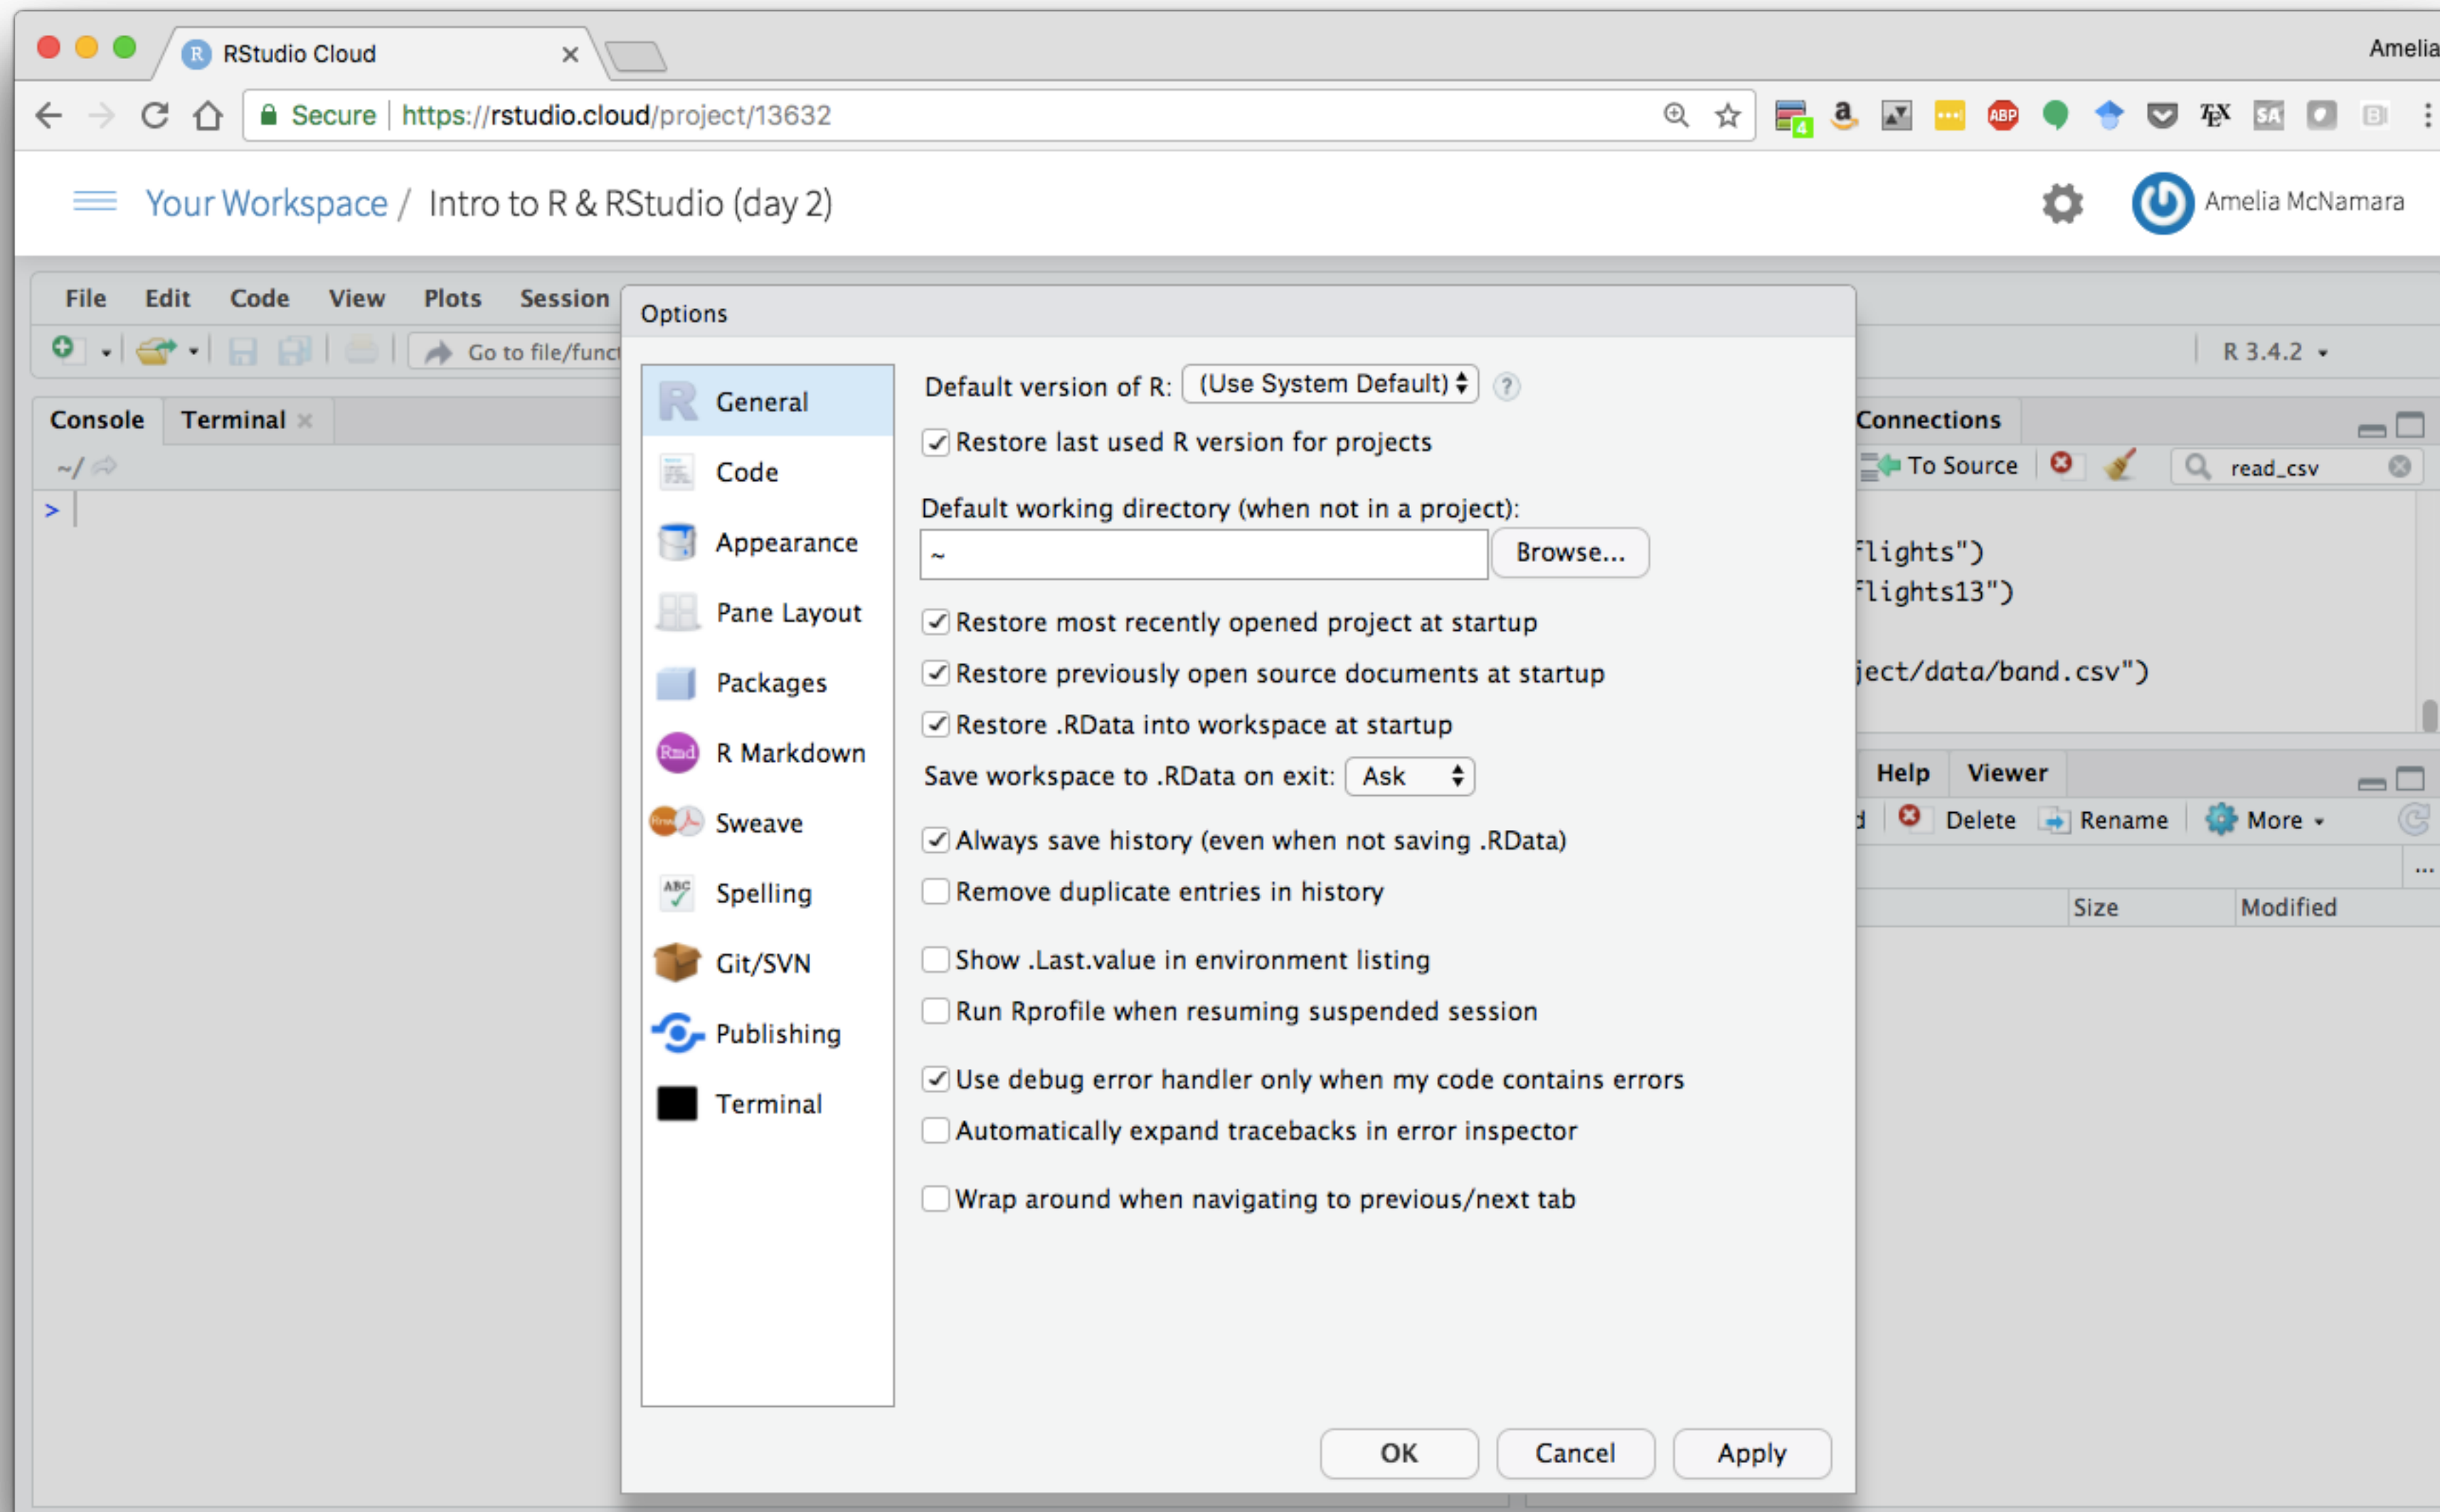 RStudio Cloud
Amelia
Secure https://rstudio.cloud/project/13632
4 a ABP TEX SA B
Your Workspace / Intro to R & RStudio (day 2)
Amelia McNamara
File Edit Code View Plots Session
Go to file/funct
R 3.4.2
Console Terminal
~/
>
Connections
To Source
read_csv
flights")
flights13")
ject/data/band.csv")
Help Viewer
d Delete Rename More
...
Size Modified
Options
R General
Code
Appearance
Pane Layout
Packages
Rmd R Markdown
Sweave
ABC Spelling
Git/SVN
Publishing
Terminal
Default version of R: (Use System Default) ?
Restore last used R version for projects
Default working directory (when not in a project):
~ Browse...
Restore most recently opened project at startup
Restore previously open source documents at startup
Restore .RData into workspace at startup
Save workspace to .RData on exit: Ask
Always save history (even when not saving .RData)
Remove duplicate entries in history
Show .Last.value in environment listing
Run Rprofile when resuming suspended session
Use debug error handler only when my code contains errors
Automatically expand tracebacks in error inspector
Wrap around when navigating to previous/next tab
OK Cancel Apply